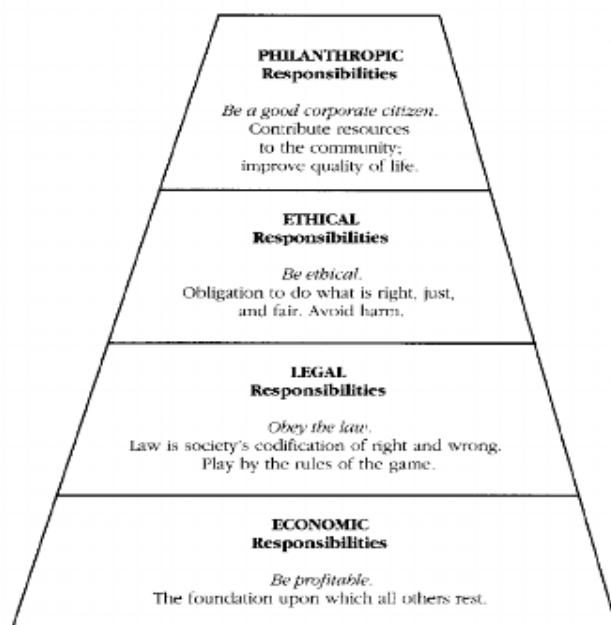 PHILANTHROPIC
Responsibilities
Be a good corporate citizen.
Contribute resources
to the community;
improve quality of life.
ETHICAL
Responsibilities
Be ethical.
Obligation to do what is right, just,
and fair. Avoid harm.
LEGAL
Responsibilities
Obey the law.
Law is society's codification of right and wrong.
Play by the rules of the game.
ECONOMIC
Responsibilities
Be profitable.
The foundation upon which all others rest.